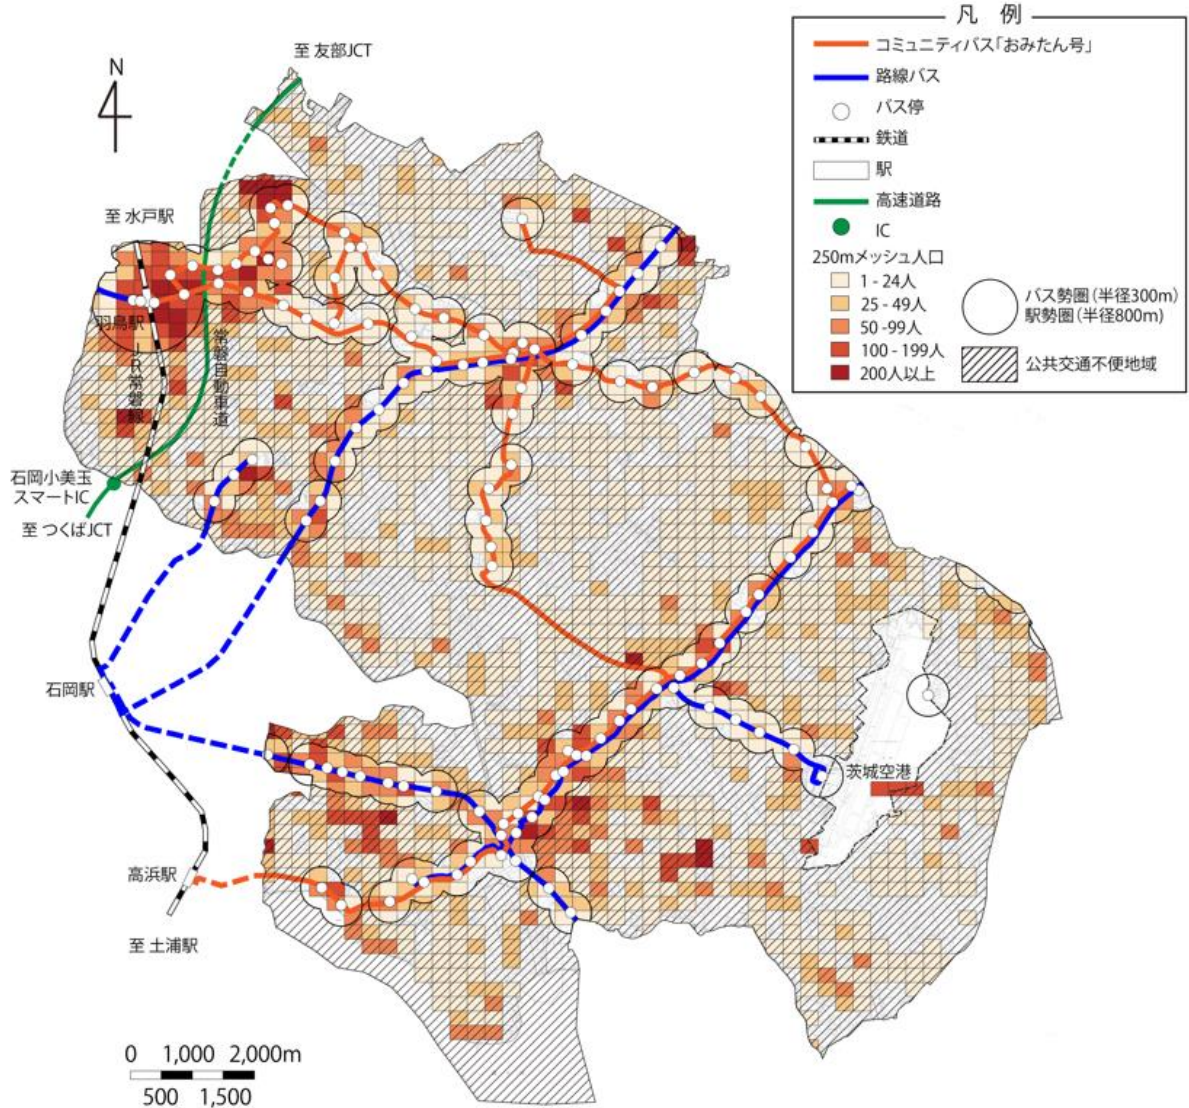 凡 例
コミュニティバス「おみたん号」
路線バス
バス停
鉄道
駅
高速道路
IC
250mメッシュ人口
1 - 24人
25 - 49人
50 - 99人
100 - 199人
200人以上
バス勢圏(半径300m)
駅勢圏(半径800m)
公共交通不便地域
至 友部JCT
N
至 水戸駅
羽鳥駅
JR常磐線
常磐自動車道
石岡小美玉
スマートIC
至 つくばJCT
石岡駅
茨城空港
高浜駅
至 土浦駅
0 1,000 2,000m
500 1,500